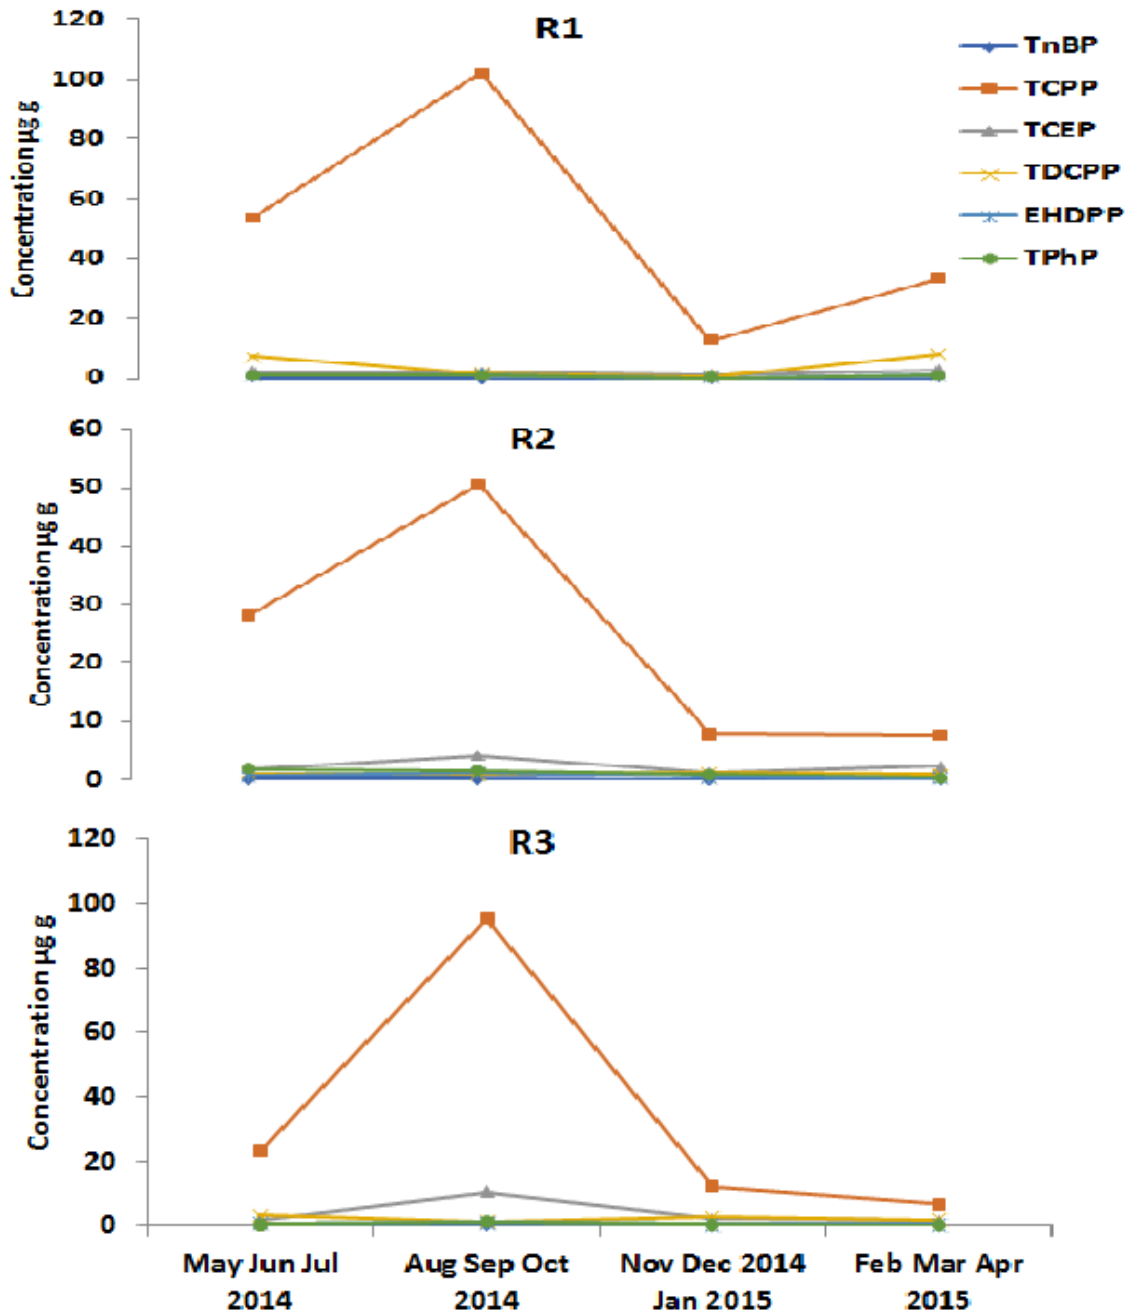 R1
120
100
80
60
40
20
0
Concentration µg g
TnBP
TCPP
TCEP
TDCPP
EHDPP
TPhP
R2
60
50
40
30
20
10
0
Concentration µg g
R3
120
100
80
60
40
20
0
Concentration µg g
May Jun Jul
2014
Aug Sep Oct
2014
Nov Dec 2014
Jan 2015
Feb Mar Apr
2015